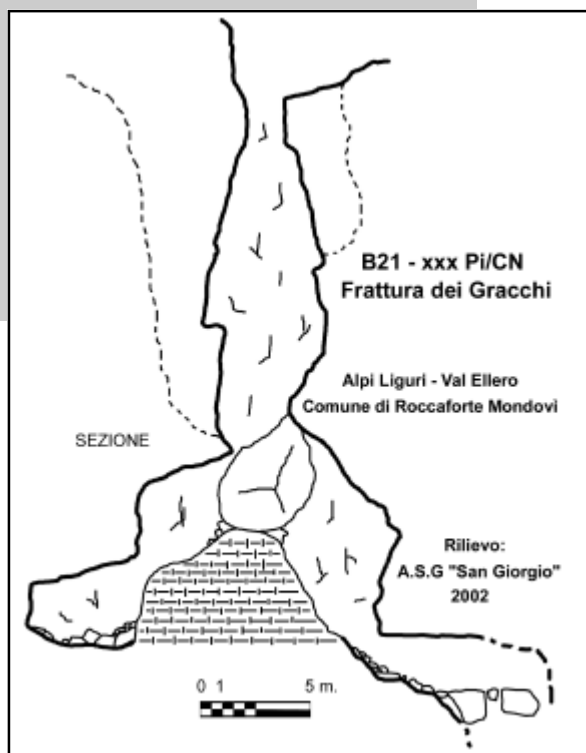 B21 - xxx Pi/CN
Frattura dei Gracchi
Alpi Liguri - Val Ellero
Comune di Roccaforte Mondovì
SEZIONE
Rilievo:
A.S.G "San Giorgio"
2002
0 1 5 m.